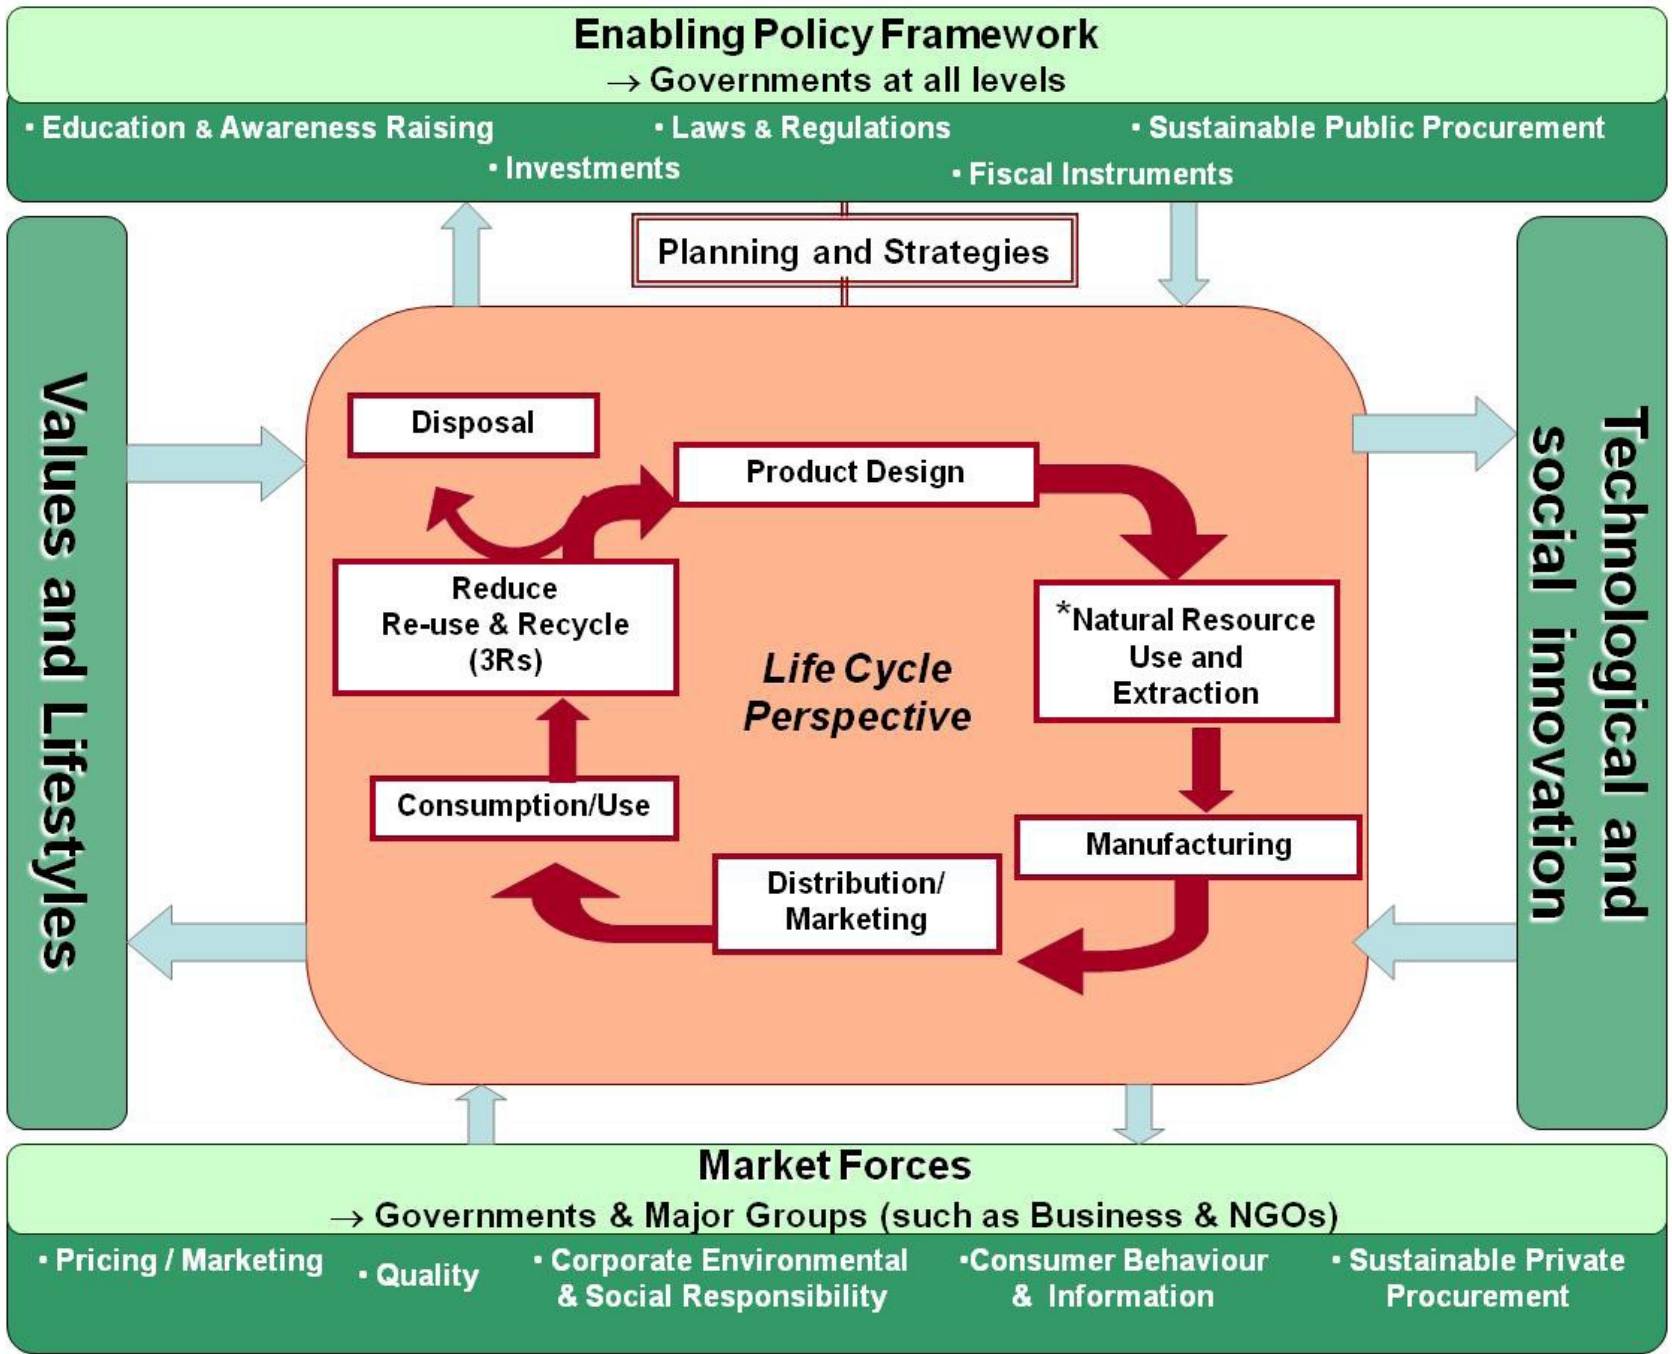 Enabling Policy Framework
→ Governments at all levels
· Education & Awareness Raising
· Laws & Regulations
· Sustainable Public Procurement
· Investments
· Fiscal Instruments
Planning and Strategies
Values and Lifestyles
Technological and
social innovation
Disposal
Product Design
Reduce
Re-use & Recycle
(3Rs)
*Natural Resource
Use and
Extraction
Life Cycle
Perspective
Consumption/Use
Manufacturing
Distribution/
Marketing
Market Forces
→ Governments & Major Groups (such as Business & NGOs)
· Pricing / Marketing
· Quality
· Corporate Environmental
& Social Responsibility
·Consumer Behaviour
& Information
· Sustainable Private
Procurement